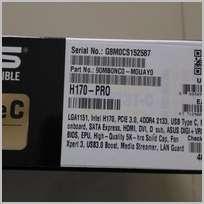 S
Serial No.: G8M0CS152587
P/N: 90MB0NC0-M0UAY0
IBLE
H170-PRO
e C
LGA1151, Intel H170, PCIE 3.0, 4DDR4 2133, USB Type C, M
onboard, SATA Express, HDMI, DVI, D sub, ASUS DIGI+ VR
BIOS, EPU, High Quality 5K-hrs Solid Cap, Fan
Xpert 3, USB3.0 Boost, Media Streamer, LAN Guard